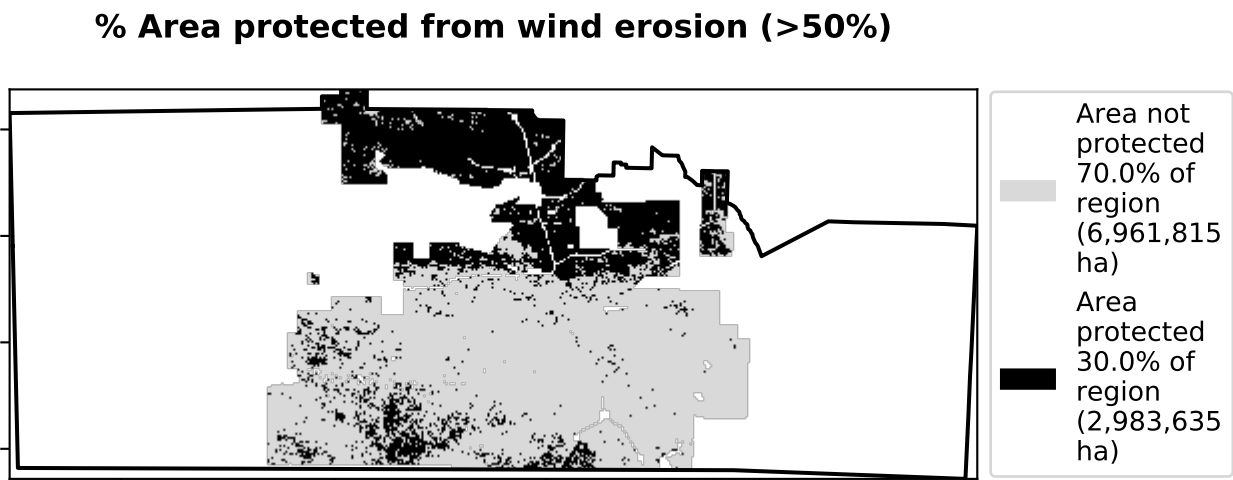 % Area protected from wind erosion (>50%)
Area not
protected
70.0% of
region
(6,961,815
ha)
Area
protected
30.0% of
region
(2,983,635
ha)